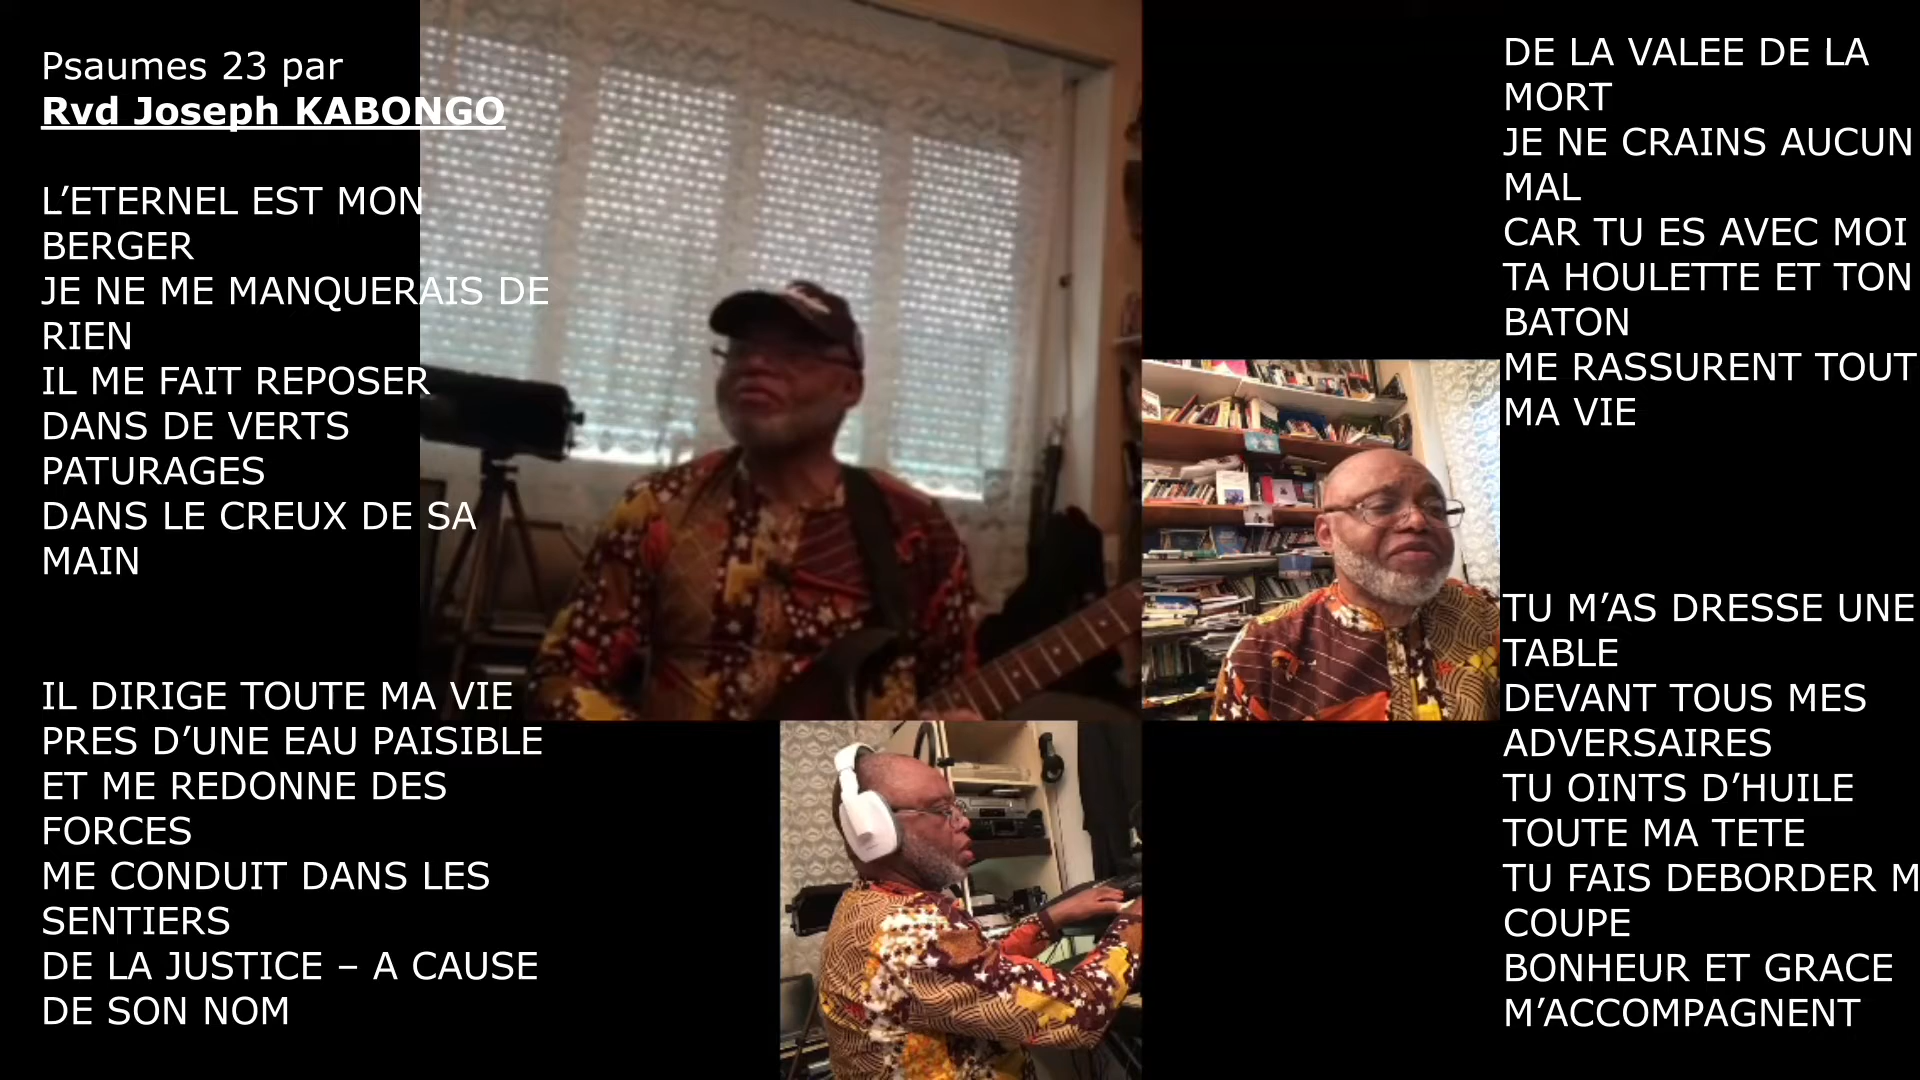 Psaumes 23 par
Rvd Joseph KABONGO
L’ETERNEL EST MON
BERGER
JE NE ME MANQUERAIS DE
RIEN
IL ME FAIT REPOSER
DANS DE VERTS
PATURAGES
DANS LE CREUX DE SA
MAIN
IL DIRIGE TOUTE MA VIE
PRES D’UNE EAU PAISIBLE
ET ME REDONNE DES
FORCES
ME CONDUIT DANS LES
SENTIERS
DE LA JUSTICE – A CAUSE
DE SON NOM
DE LA VALEE DE LA
MORT
JE NE CRAINS AUCUN
MAL
CAR TU ES AVEC MOI
TA HOULETTE ET TON
BATON
ME RASSURENT TOUT
MA VIE
TU M’AS DRESSE UNE
TABLE
DEVANT TOUS MES
ADVERSAIRES
TU OINTS D’HUILE
TOUTE MA TETE
TU FAIS DEBORDER M
COUPE
BONHEUR ET GRACE
M’ACCOMPAGNENT